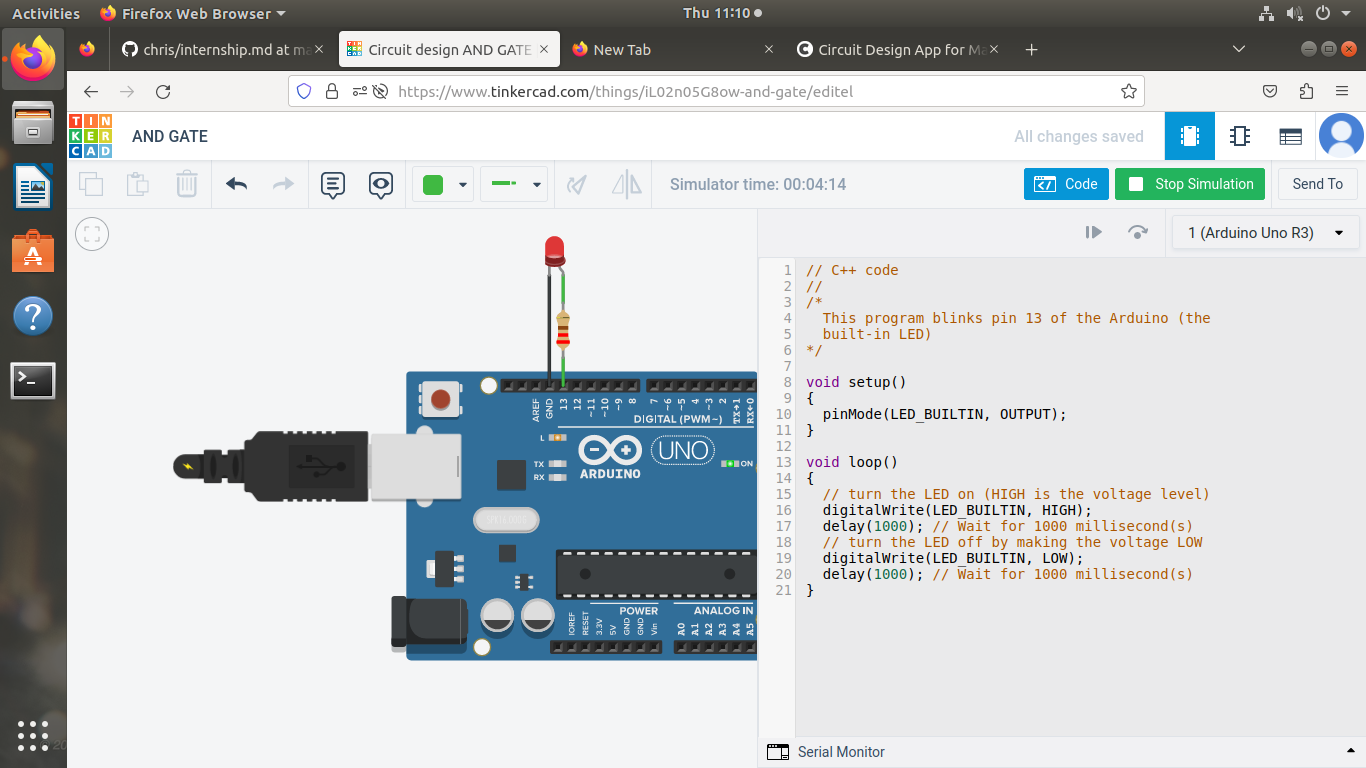 Activities Firefox Web Browser Thu 11:10
chris/internship.md at ma Circuit design AND GATE New Tab Circuit Design App for Ma
https://www.tinkercad.com/things/iL02n05G8ow-and-gate/editel
TIN
KER
CAD
AND GATE
All changes saved
Simulator time: 00:04:14
Code
Stop Simulation
Send To
1 (Arduino Uno R3)
AREF
GND
13
12
~11
~10
~9
8
7
~6
~5
4
~3
2
TX→1
RX←0
DIGITAL (PWM~)
L
TX
RX
ARDUINO
UNO
ON
POWER
ANALOG IN
IOREF
RESET
3.3V
5V
GND
GND
Vin
A0
A1
A2
A3
A4
A5
1 // C++ code
2 //
3 /*
4 This program blinks pin 13 of the Arduino (the
5 built-in LED)
6 */
7
8 void setup()
9 {
10 pinMode(LED_BUILTIN, OUTPUT);
11 }
12
13 void loop()
14 {
15 // turn the LED on (HIGH is the voltage level)
16 digitalWrite(LED_BUILTIN, HIGH);
17 delay(1000); // Wait for 1000 millisecond(s)
18 // turn the LED off by making the voltage LOW
19 digitalWrite(LED_BUILTIN, LOW);
20 delay(1000); // Wait for 1000 millisecond(s)
21 }
Serial Monitor